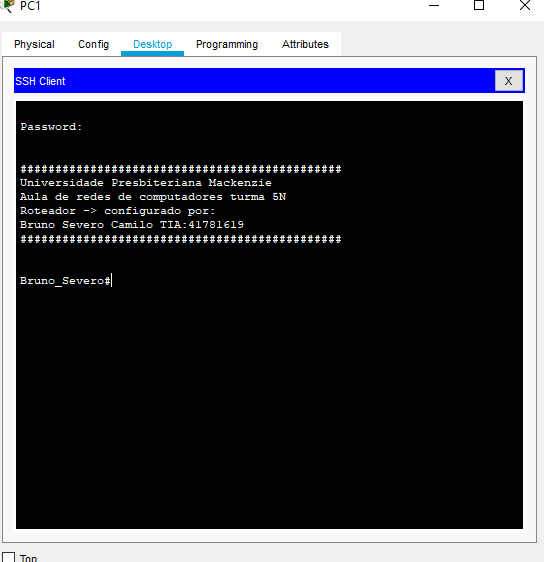 PC1
Physical Config Desktop Programming Attributes
SSH Client X
Password:
##############################################
Universidade Presbiteriana Mackenzie
Aula de redes de computadores turma 5N
Roteador -> configurado por:
Bruno Severo Camilo TIA:41781619
##############################################
Bruno_Severo#
Top